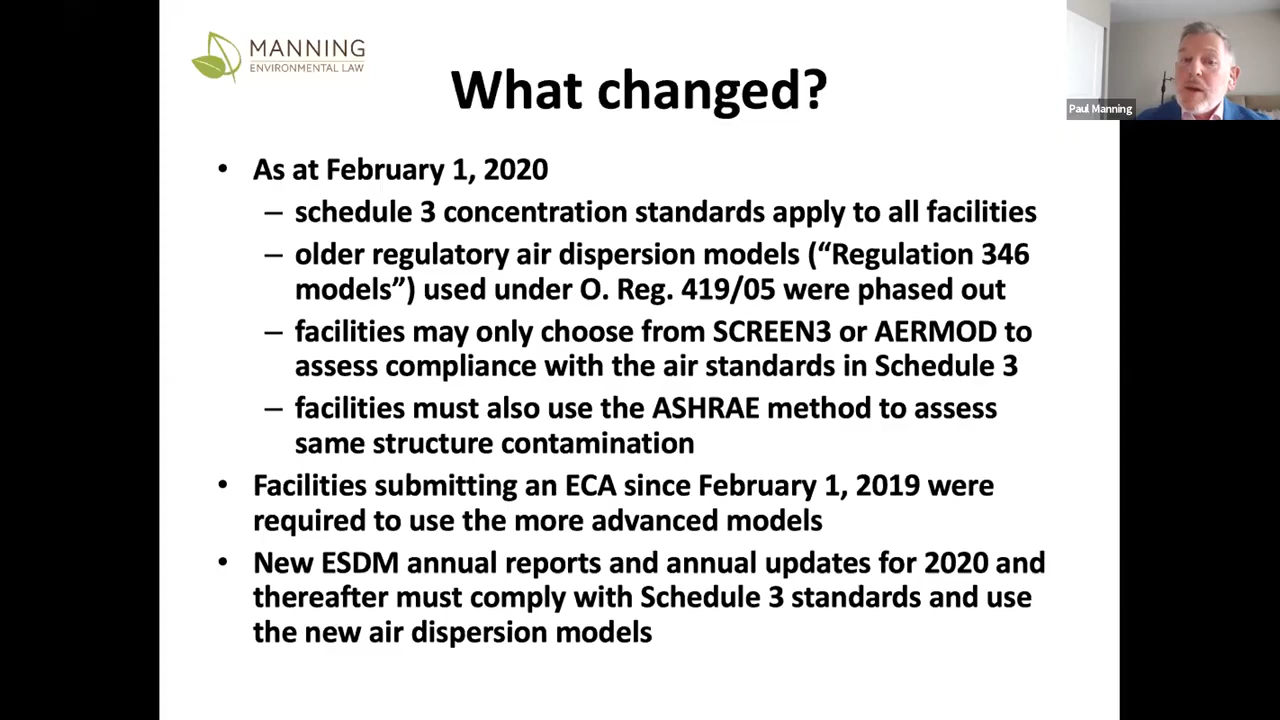 MANNING
ENVIRONMENTAL LAW
What changed?
Paul Manning
• As at February 1, 2020
– schedule 3 concentration standards apply to all facilities
– older regulatory air dispersion models (“Regulation 346
models”) used under O. Reg. 419/05 were phased out
– facilities may only choose from SCREEN3 or AERMOD to
assess compliance with the air standards in Schedule 3
– facilities must also use the ASHRAE method to assess
same structure contamination
• Facilities submitting an ECA since February 1, 2019 were
required to use the more advanced models
• New ESDM annual reports and annual updates for 2020 and
thereafter must comply with Schedule 3 standards and use
the new air dispersion models